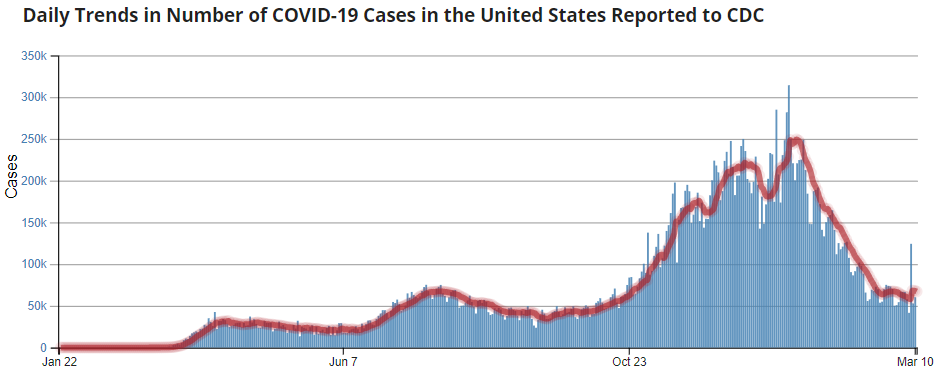 Daily Trends in Number of COVID-19 Cases in the United States Reported to CDC
350k
300k
250k
200k
150k
100k
50k
0
Cases
Jan 22
Jun 7
Oct 23
Mar 10